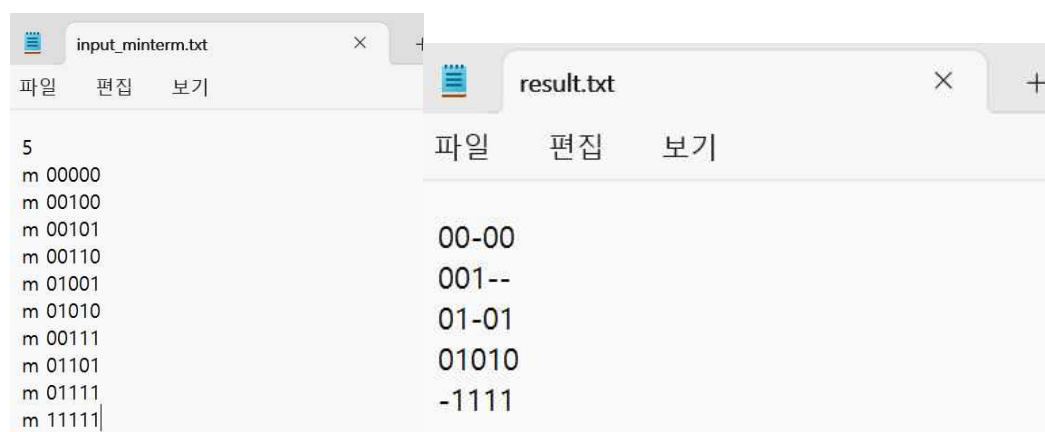 input_minterm.txt
파일 편집 보기
5
m 00000
m 00100
m 00101
m 00110
m 01001
m 01010
m 00111
m 01101
m 01111
m 11111
result.txt
파일 편집 보기
00-00
001--
01-01
01010
-1111